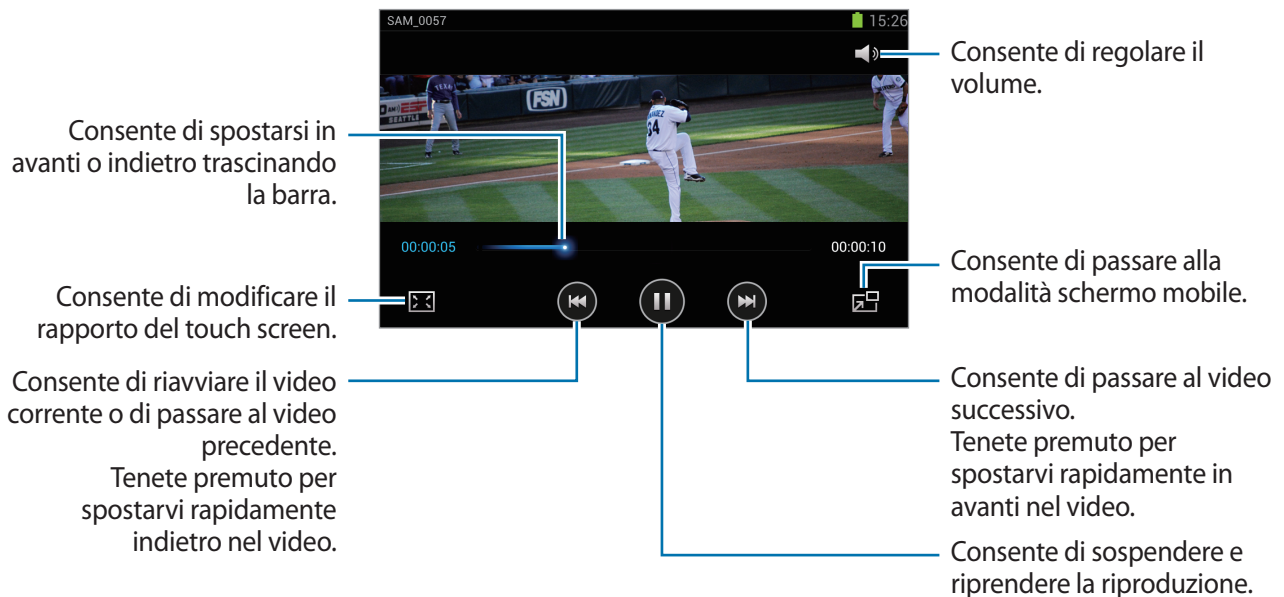 SAM_0057
15:26
Consente di regolare il
volume.
TEXAS
SEATTLE
FSN
64
Consente di spostarsi in
avanti o indietro trascinando
la barra.
00:00:05
00:00:10
Consente di passare alla
modalità schermo mobile.
Consente di modificare il
rapporto del touch screen.
Consente di riavviare il video
corrente o di passare al video
precedente.
Tenete premuto per
spostarvi rapidamente
indietro nel video.
Consente di passare al video
successivo.
Tenete premuto per
spostarvi rapidamente in
avanti nel video.
Consente di sospendere e
riprendere la riproduzione.